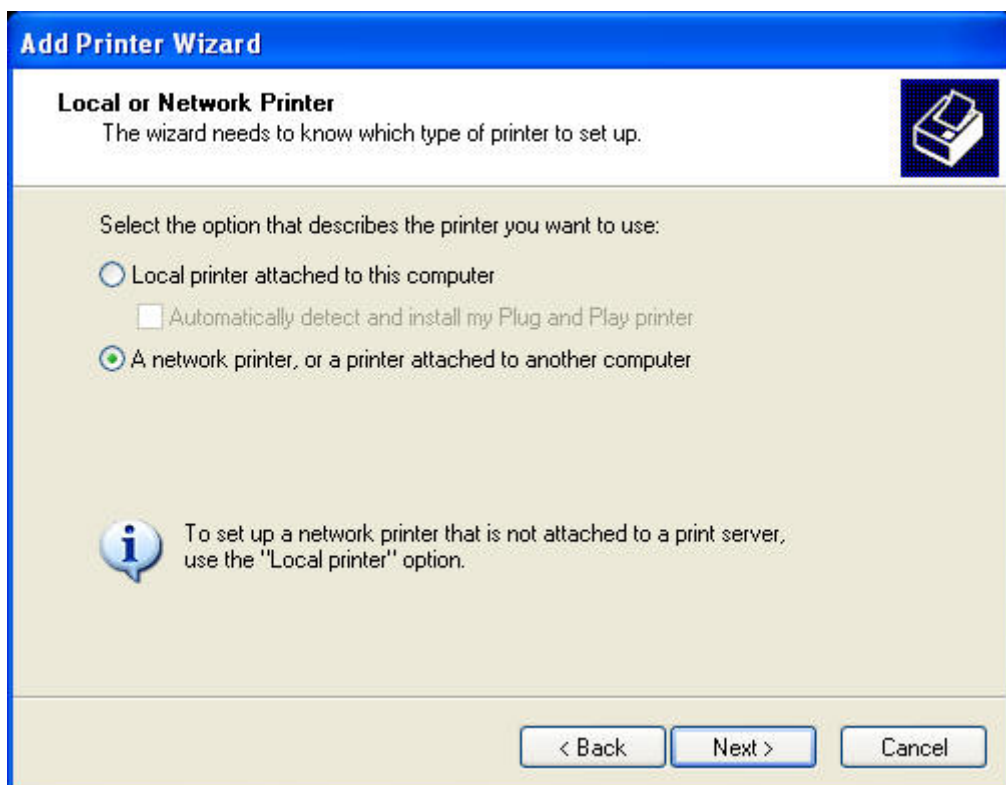 Add Printer Wizard
Local or Network Printer
The wizard needs to know which type of printer to set up.
Select the option that describes the printer you want to use:
Local printer attached to this computer
Automatically detect and install my Plug and Play printer
A network printer, or a printer attached to another computer
To set up a network printer that is not attached to a print server,
use the "Local printer" option.
< Back
Next >
Cancel